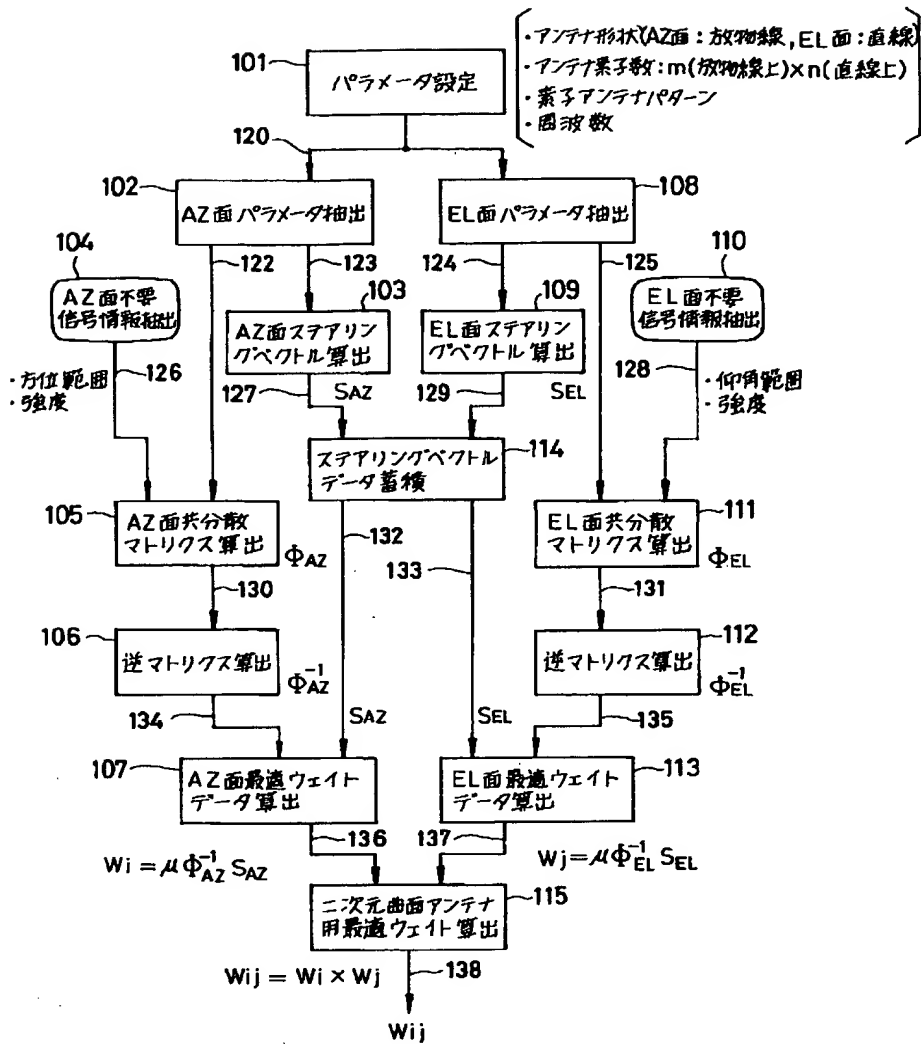 ・アンテナ形状(AZ面:放物線,EL面:直線)
・アンテナ素子数:m(放物線上)×n(直線上)
・素子アンテナパターン
・周波数
101
パラメータ設定
120
102
AZ面パラメータ抽出
108
EL面パラメータ抽出
104
AZ面不要
信号情報抽出
122
123
124
125
110
EL面不要
信号情報抽出
103
AZ面ステアリン
グベクトル算出
109
EL面ステアリン
グベクトル算出
126
・方位範囲
・強度
127
SAZ
129
SEL
128
・仰角範囲
・強度
ステアリングベクトル
データ蓄積
114
105
AZ面共分散
マトリクス算出
ΦAZ
132
133
EL面共分散
マトリクス算出
111
ΦEL
130
131
106
逆マトリクス算出
Φ⁻¹AZ
112
逆マトリクス算出
Φ⁻¹EL
134
SAZ
SEL
135
107
AZ面最適ウェイト
データ算出
EL面最適ウェイト
データ算出
113
136
137
Wi = μΦ⁻¹AZ SAZ
Wj = μΦ⁻¹EL SEL
二次元曲面アンテナ
用最適ウェイト算出
115
Wij = Wi × Wj
138
Wij